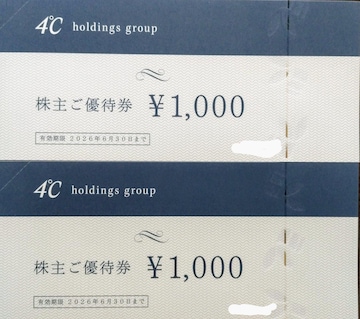 4℃ holdings group
株主ご優待券 ¥1,000
有効期限 2026年6月30日まで
4℃ holdings group
株主ご優待券 ¥1,000
有効期限 2026年6月30日まで